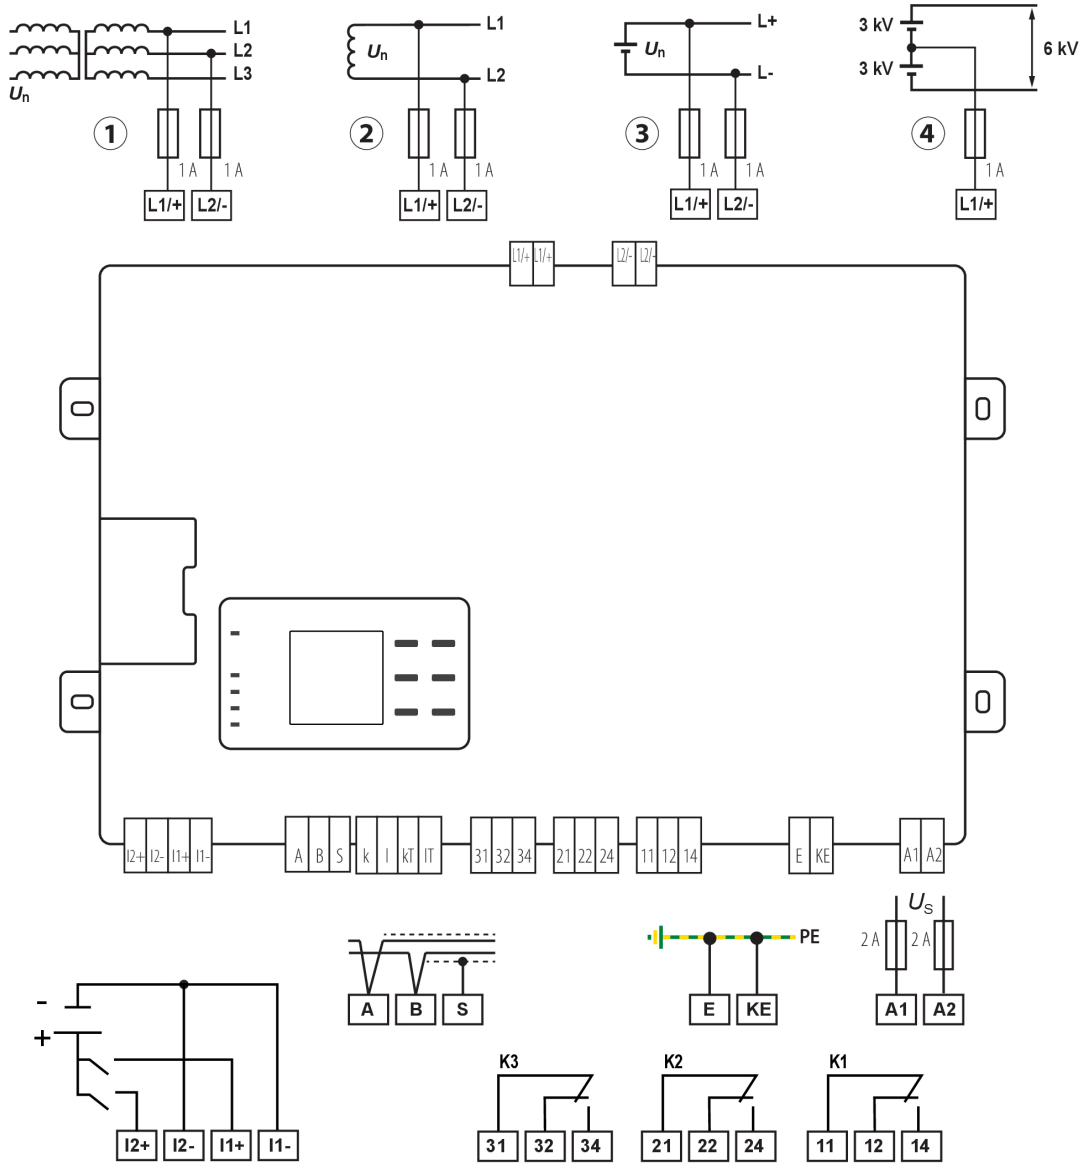 L1
L2
L3
Un
1
1 A
1 A
L1/+
L2/-
L1
Un
L2
2
1 A
1 A
L1/+
L2/-
L+
Un
L-
3
1 A
1 A
L1/+
L2/-
3 kV
3 kV
6 kV
4
1 A
L1/+
L1/+ L1/+ L2/- L2/-
I2+ I2- I1+ I1- A B S k l kT lT 31 32 34 21 22 24 11 12 14 E KE A1 A2
- +
I2+ I2- I1+ I1-
A B S
PE
E KE
US
2 A 2 A
A1 A2
K3
31 32 34
K2
21 22 24
K1
11 12 14